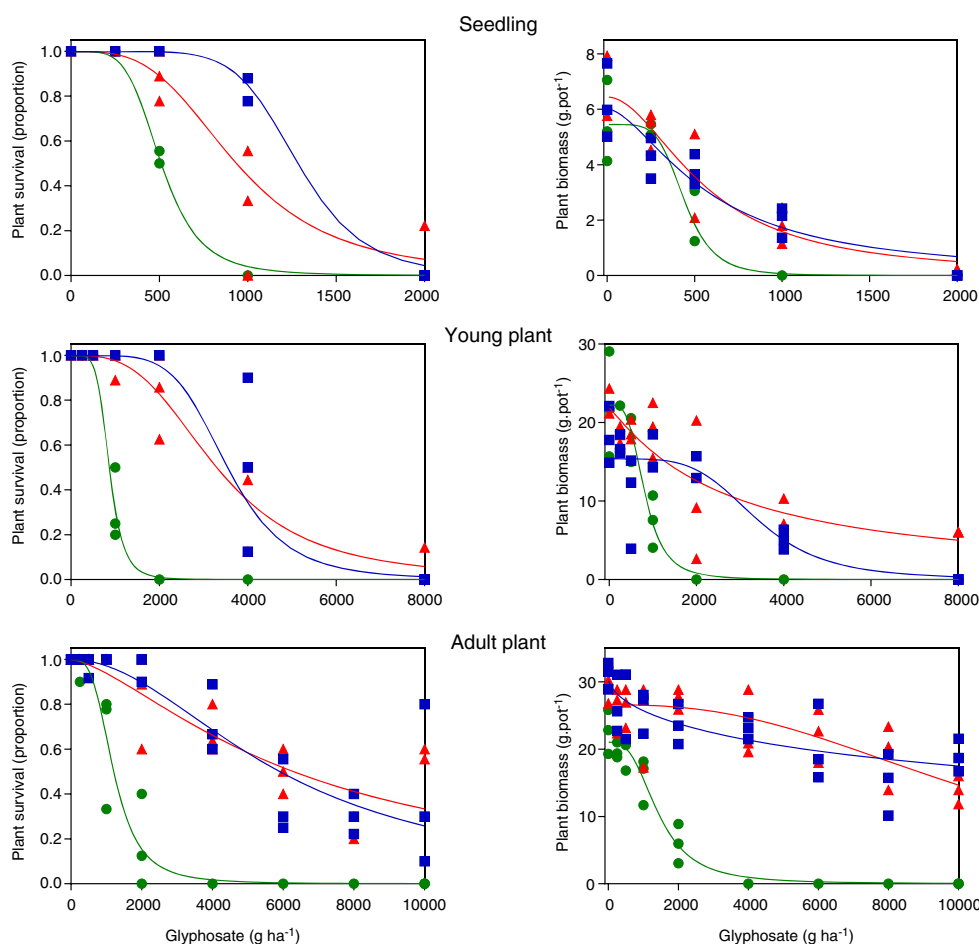 Seedling
Plant survival (proportion)
1.0
0.8
0.6
0.4
0.2
0.0
0 500 1000 1500 2000
Plant biomass (g.pot-1)
8
6
4
2
0
0 500 1000 1500 2000
Young plant
Plant survival (proportion)
1.0
0.8
0.6
0.4
0.2
0.0
0 2000 4000 6000 8000
Plant biomass (g.pot¹)
30
20
10
0
0 2000 4000 6000 8000
Adult plant
Plant survival (proportion)
1.0
0.8
0.6
0.4
0.2
0.0
0 2000 4000 6000 8000 10000
Glyphosate (g ha⁻¹)
Plant biomass (g.pot⁻¹)
30
20
10
0
0 2000 4000 6000 8000 10000
Glyphosate (g ha⁻¹)